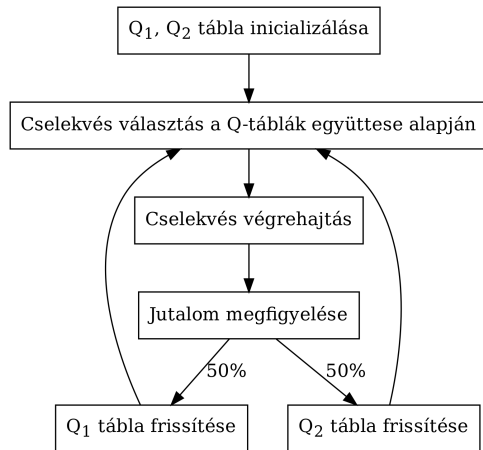 Q1, Q2 tábla inicializálása
Cselekvés választás a Q-táblák együttese alapján
Cselekvés végrehajtás
Jutalom megfigyelése
50%
50%
Q1 tábla frissítése
Q2 tábla frissítése